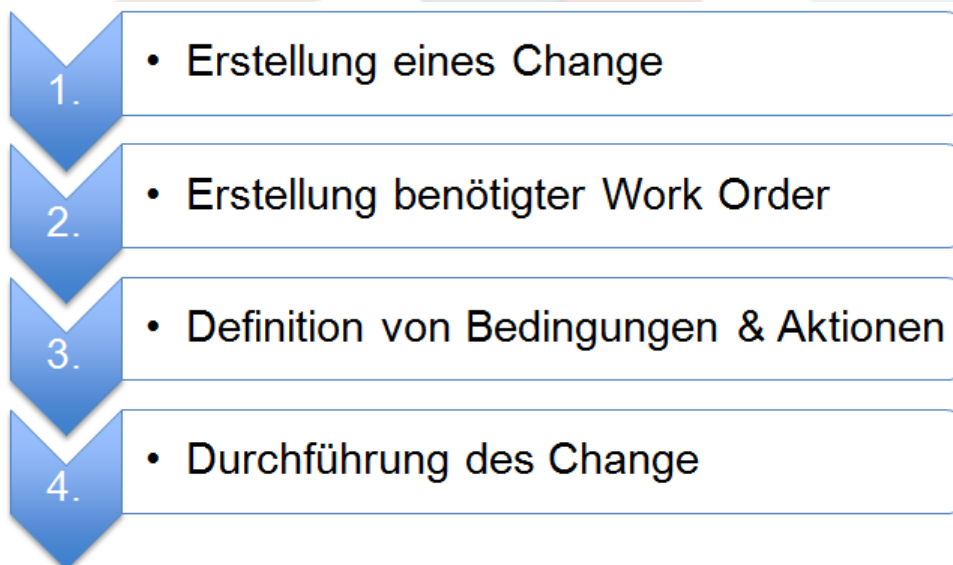 1. • Erstellung eines Change
2. • Erstellung benötigter Work Order
3. • Definition von Bedingungen & Aktionen
4. • Durchführung des Change